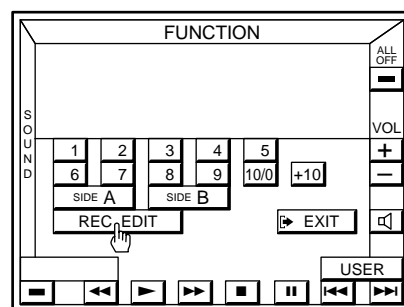 FUNCTION
ALL
OFF
SOUND
VOL
1 2 3 4 5 +
6 7 8 9 10/0 +10 −
SIDE A SIDE B
REC EDIT EXIT
USER